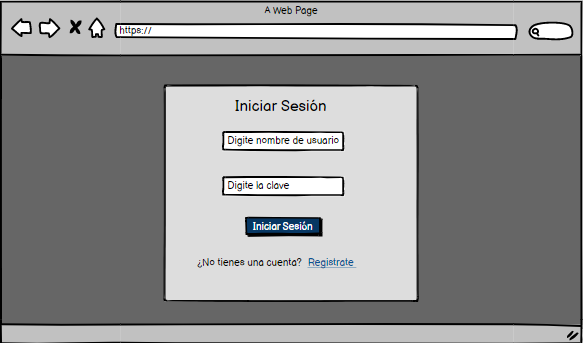 A Web Page
https://
Iniciar Sesión
Digite nombre de usuario
Digite la clave
Iniciar Sesión
¿No tienes una cuenta? Registrate